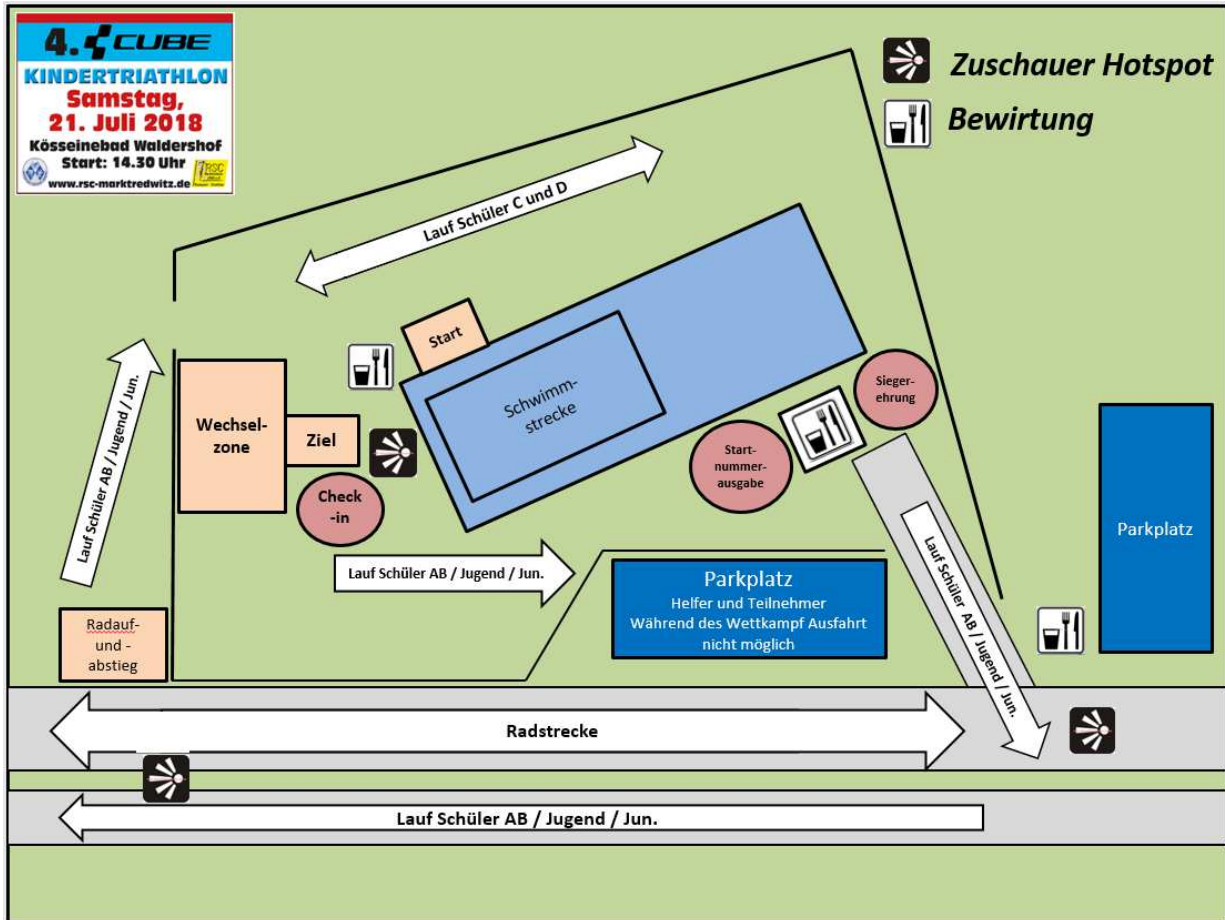 4. CUBE
KINDERTRIATHLON
Samstag,
21. Juli 2018
Kösseinebad Waldershof
Start: 14.30 Uhr
www.rsc-marktredwitz.de
RSC
Zuschauer Hotspot
Bewirtung
Lauf Schüler C und D
Start
Schwimm-
strecke
Sieger-
ehrung
Lauf Schüler AB / Jugend / Jun.
Wechsel-
zone
Ziel
Check
-in
Start-
nummer-
ausgabe
Parkplatz
Lauf Schüler AB / Jugend / Jun.
Parkplatz
Helfer und Teilnehmer
Während des Wettkampf Ausfahrt
nicht möglich
Lauf Schüler AB / Jugend / Jun.
Radauf-
und -
abstieg
Radstrecke
Lauf Schüler AB / Jugend / Jun.